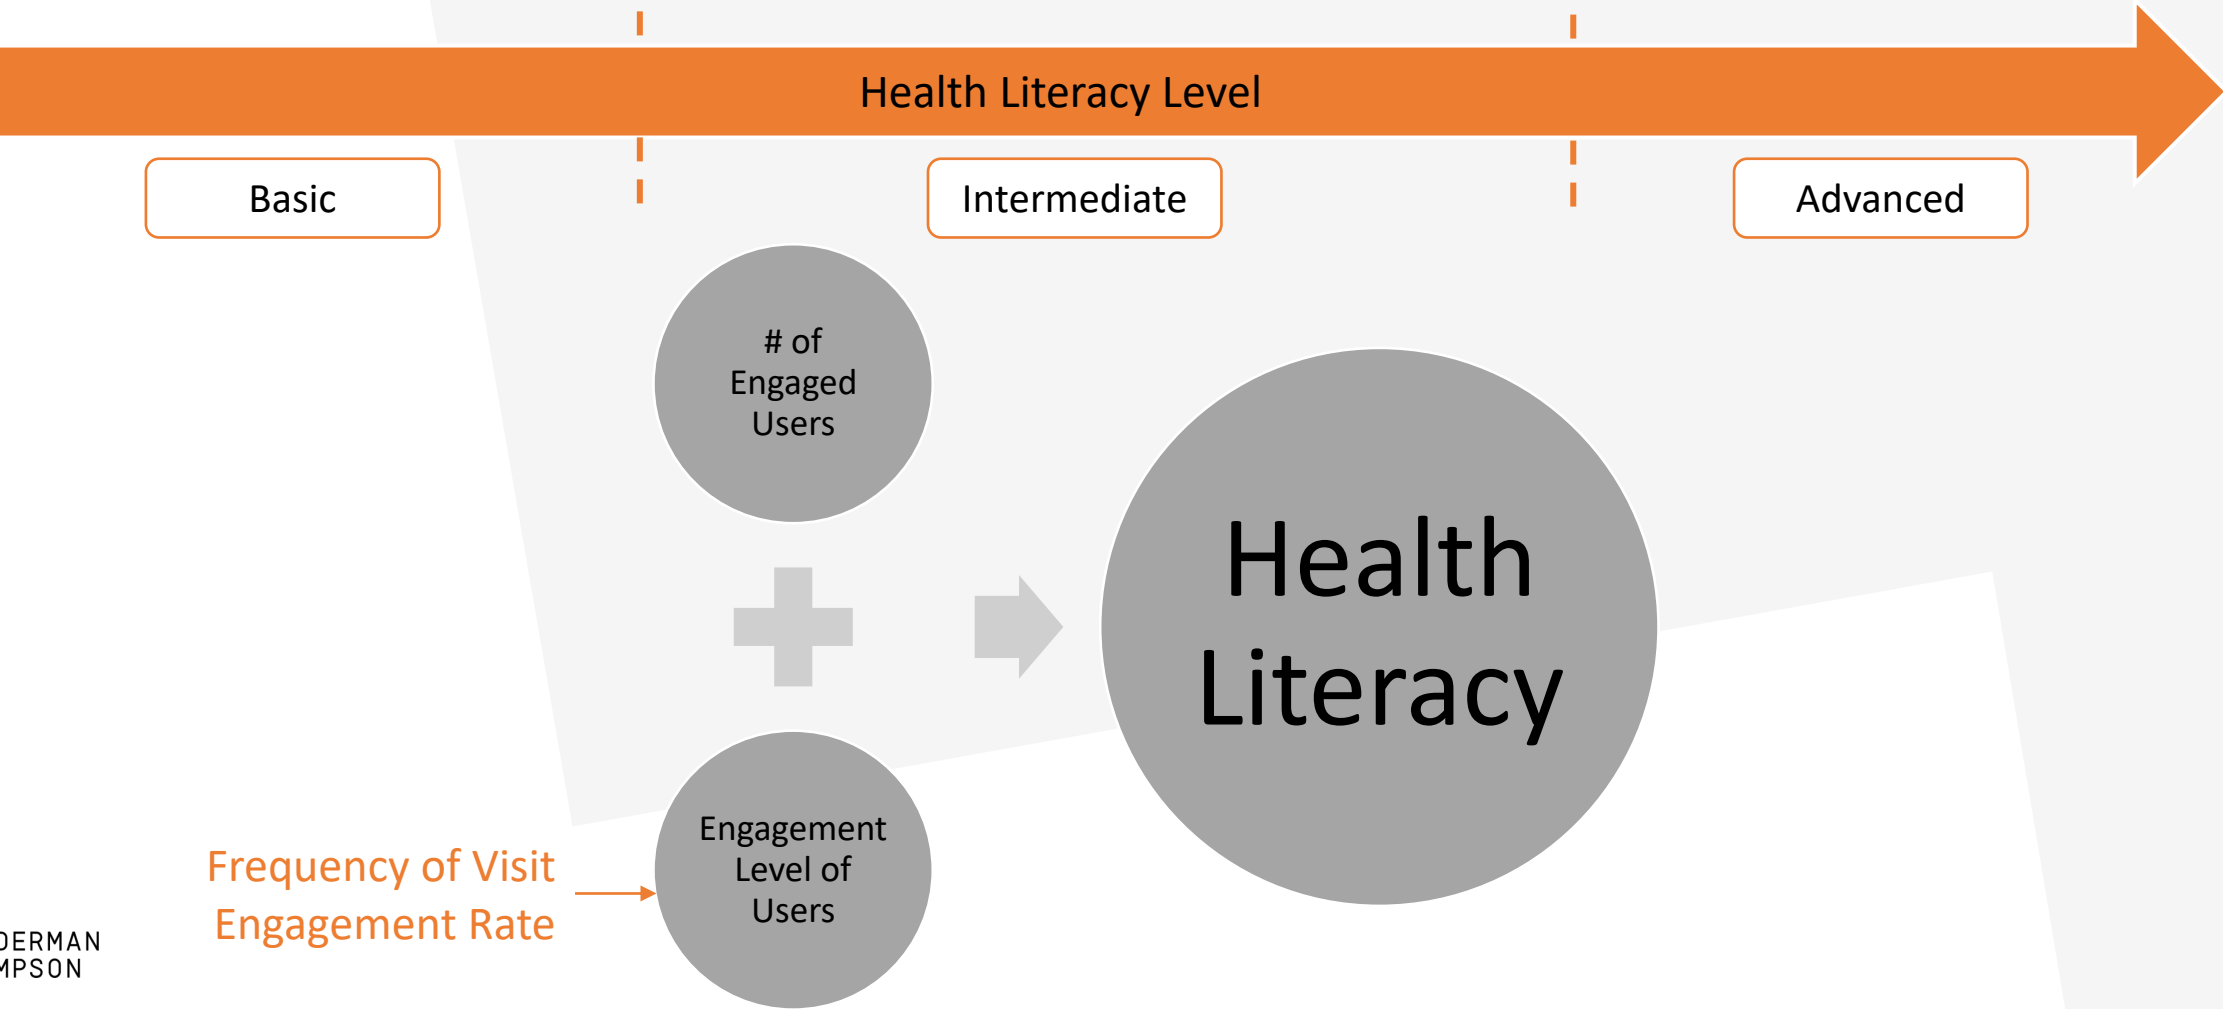 Health Literacy Level
Basic
Intermediate
Advanced
# of
Engaged
Users
Health
Literacy
Engagement
Level of
Users
Frequency of Visit
Engagement Rate
DERMAN
MPSON